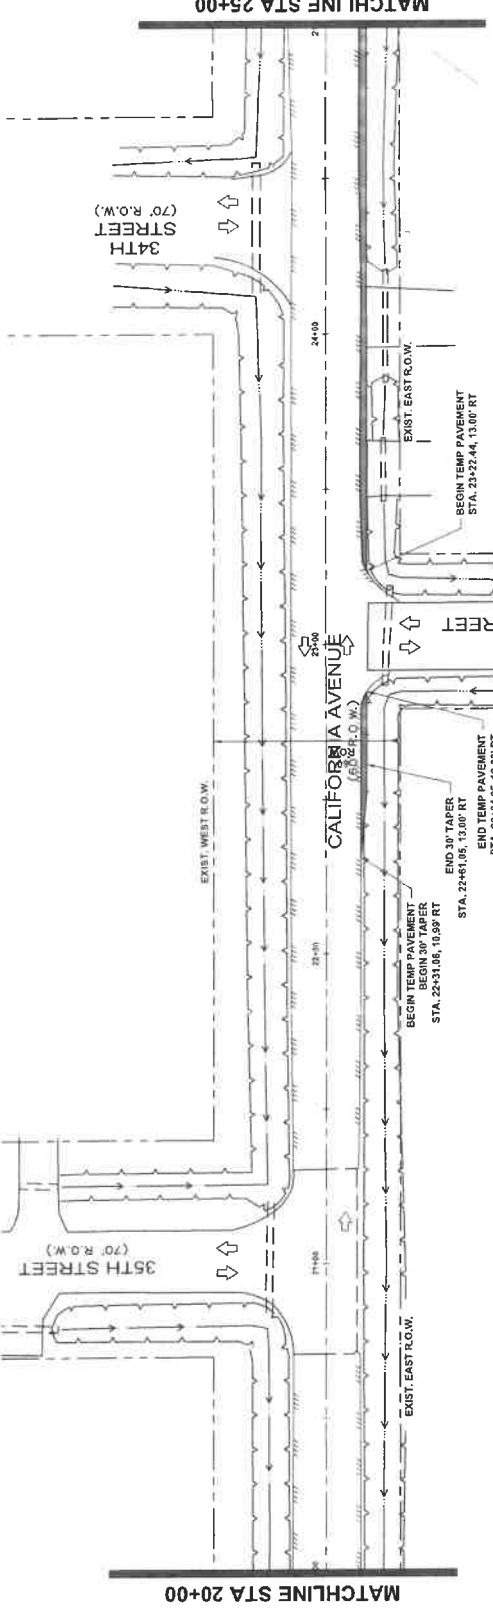 MATCHLINE STA 25+00
34TH
STREET
(70' R.O.W.)
24+00
EXIST. EAST R.O.W.
BEGIN TEMP PAVEMENT
STA. 23+22.44, 13.00' RT
23+00
CALIFORNIA AVENUE
EXIST. WEST R.O.W.
END 30' TAPER
STA. 22+61.05, 13.00' RT
END TEMP PAVEMENT
BEGIN TEMP PAVEMENT
BEGIN 30' TAPER
STA. 22+31.06, 10.99' RT
22+00
35TH STREET
(70' R.O.W.)
21+00
EXIST. EAST R.O.W.
MATCHLINE STA 20+00